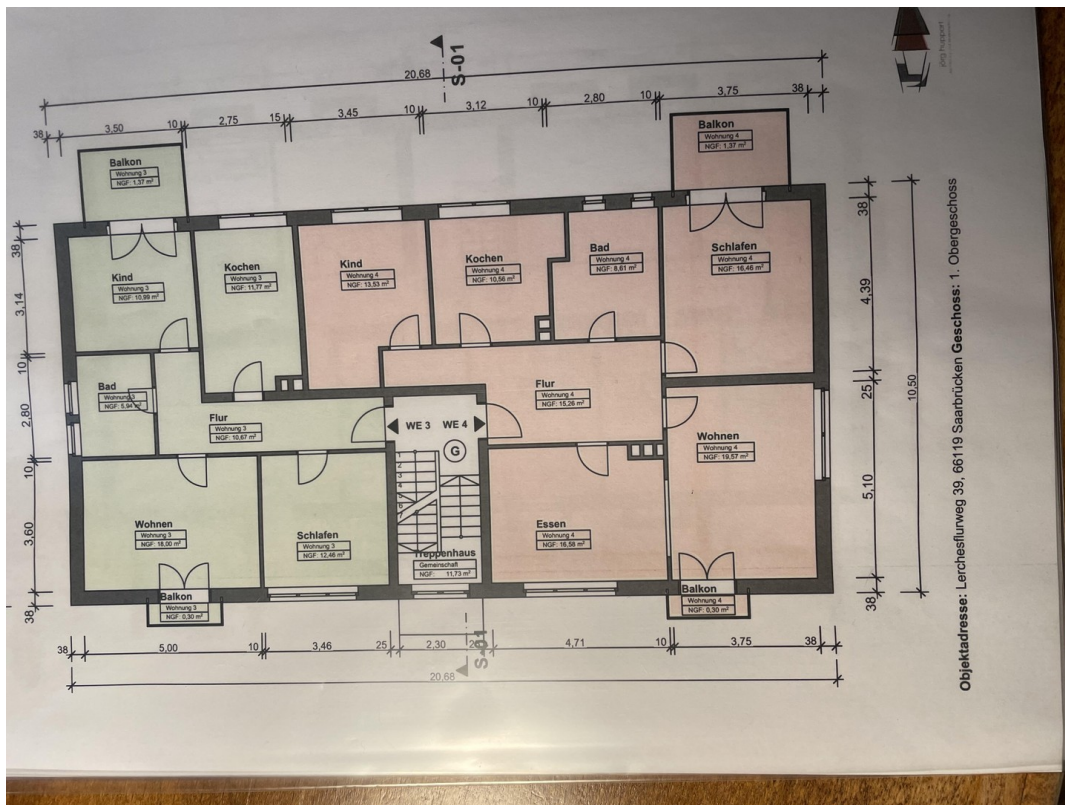 S-01
20,68
38
3,50
10
2,75
15
3,45
10
3,12
10
2,80
10
3,75
38
Balkon
Wohnung 3
NGF: 1,37 m²
Balkon
Wohnung 4
NGF: 1,37 m²
Kind
Wohnung 3
NGF: 10,98 m²
Kochen
Wohnung 3
NGF: 11,77 m²
Kind
Wohnung 4
NGF: 13,53 m²
Kochen
Wohnung 4
NGF: 10,56 m²
Bad
Wohnung 4
NGF: 8,61 m²
Schlafen
Wohnung 4
NGF: 16,46 m²
Bad
Wohnung 3
NGF: 5,94 m²
Flur
Wohnung 3
NGF: 10,67 m²
WE 3
WE 4
G
Flur
Wohnung 4
NGF: 15,26 m²
Wohnen
Wohnung 4
NGF: 19,57 m²
Wohnen
Wohnung 3
NGF: 18,00 m²
Schlafen
Wohnung 3
NGF: 12,46 m²
1
2
3
4
5
Treppenhaus
Gemeinschaft
NGF: 11,73 m²
Essen
Wohnung 4
NGF: 16,58 m²
Balkon
Wohnung 3
NGF: 0,30 m²
Balkon
Wohnung 4
NGF: 0,30 m²
38
3,14
10
2,80
10
3,60
38
38
4,39
25
5,10
38
10,50
38
5,00
10
3,46
25
2,30
4,71
10
3,75
38
S-01
20,68
jörg huppert
Objektadresse: Lerchesflurweg 39, 66119 Saarbrücken Geschoss: 1. Obergeschoss